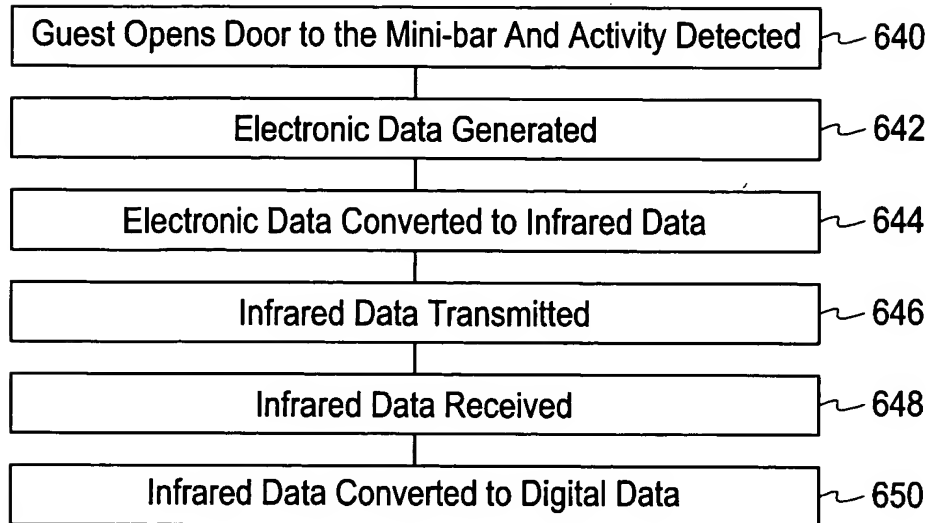 Guest Opens Door to the Mini-bar And Activity Detected 640
Electronic Data Generated 642
Electronic Data Converted to Infrared Data 644
Infrared Data Transmitted 646
Infrared Data Received 648
Infrared Data Converted to Digital Data 650